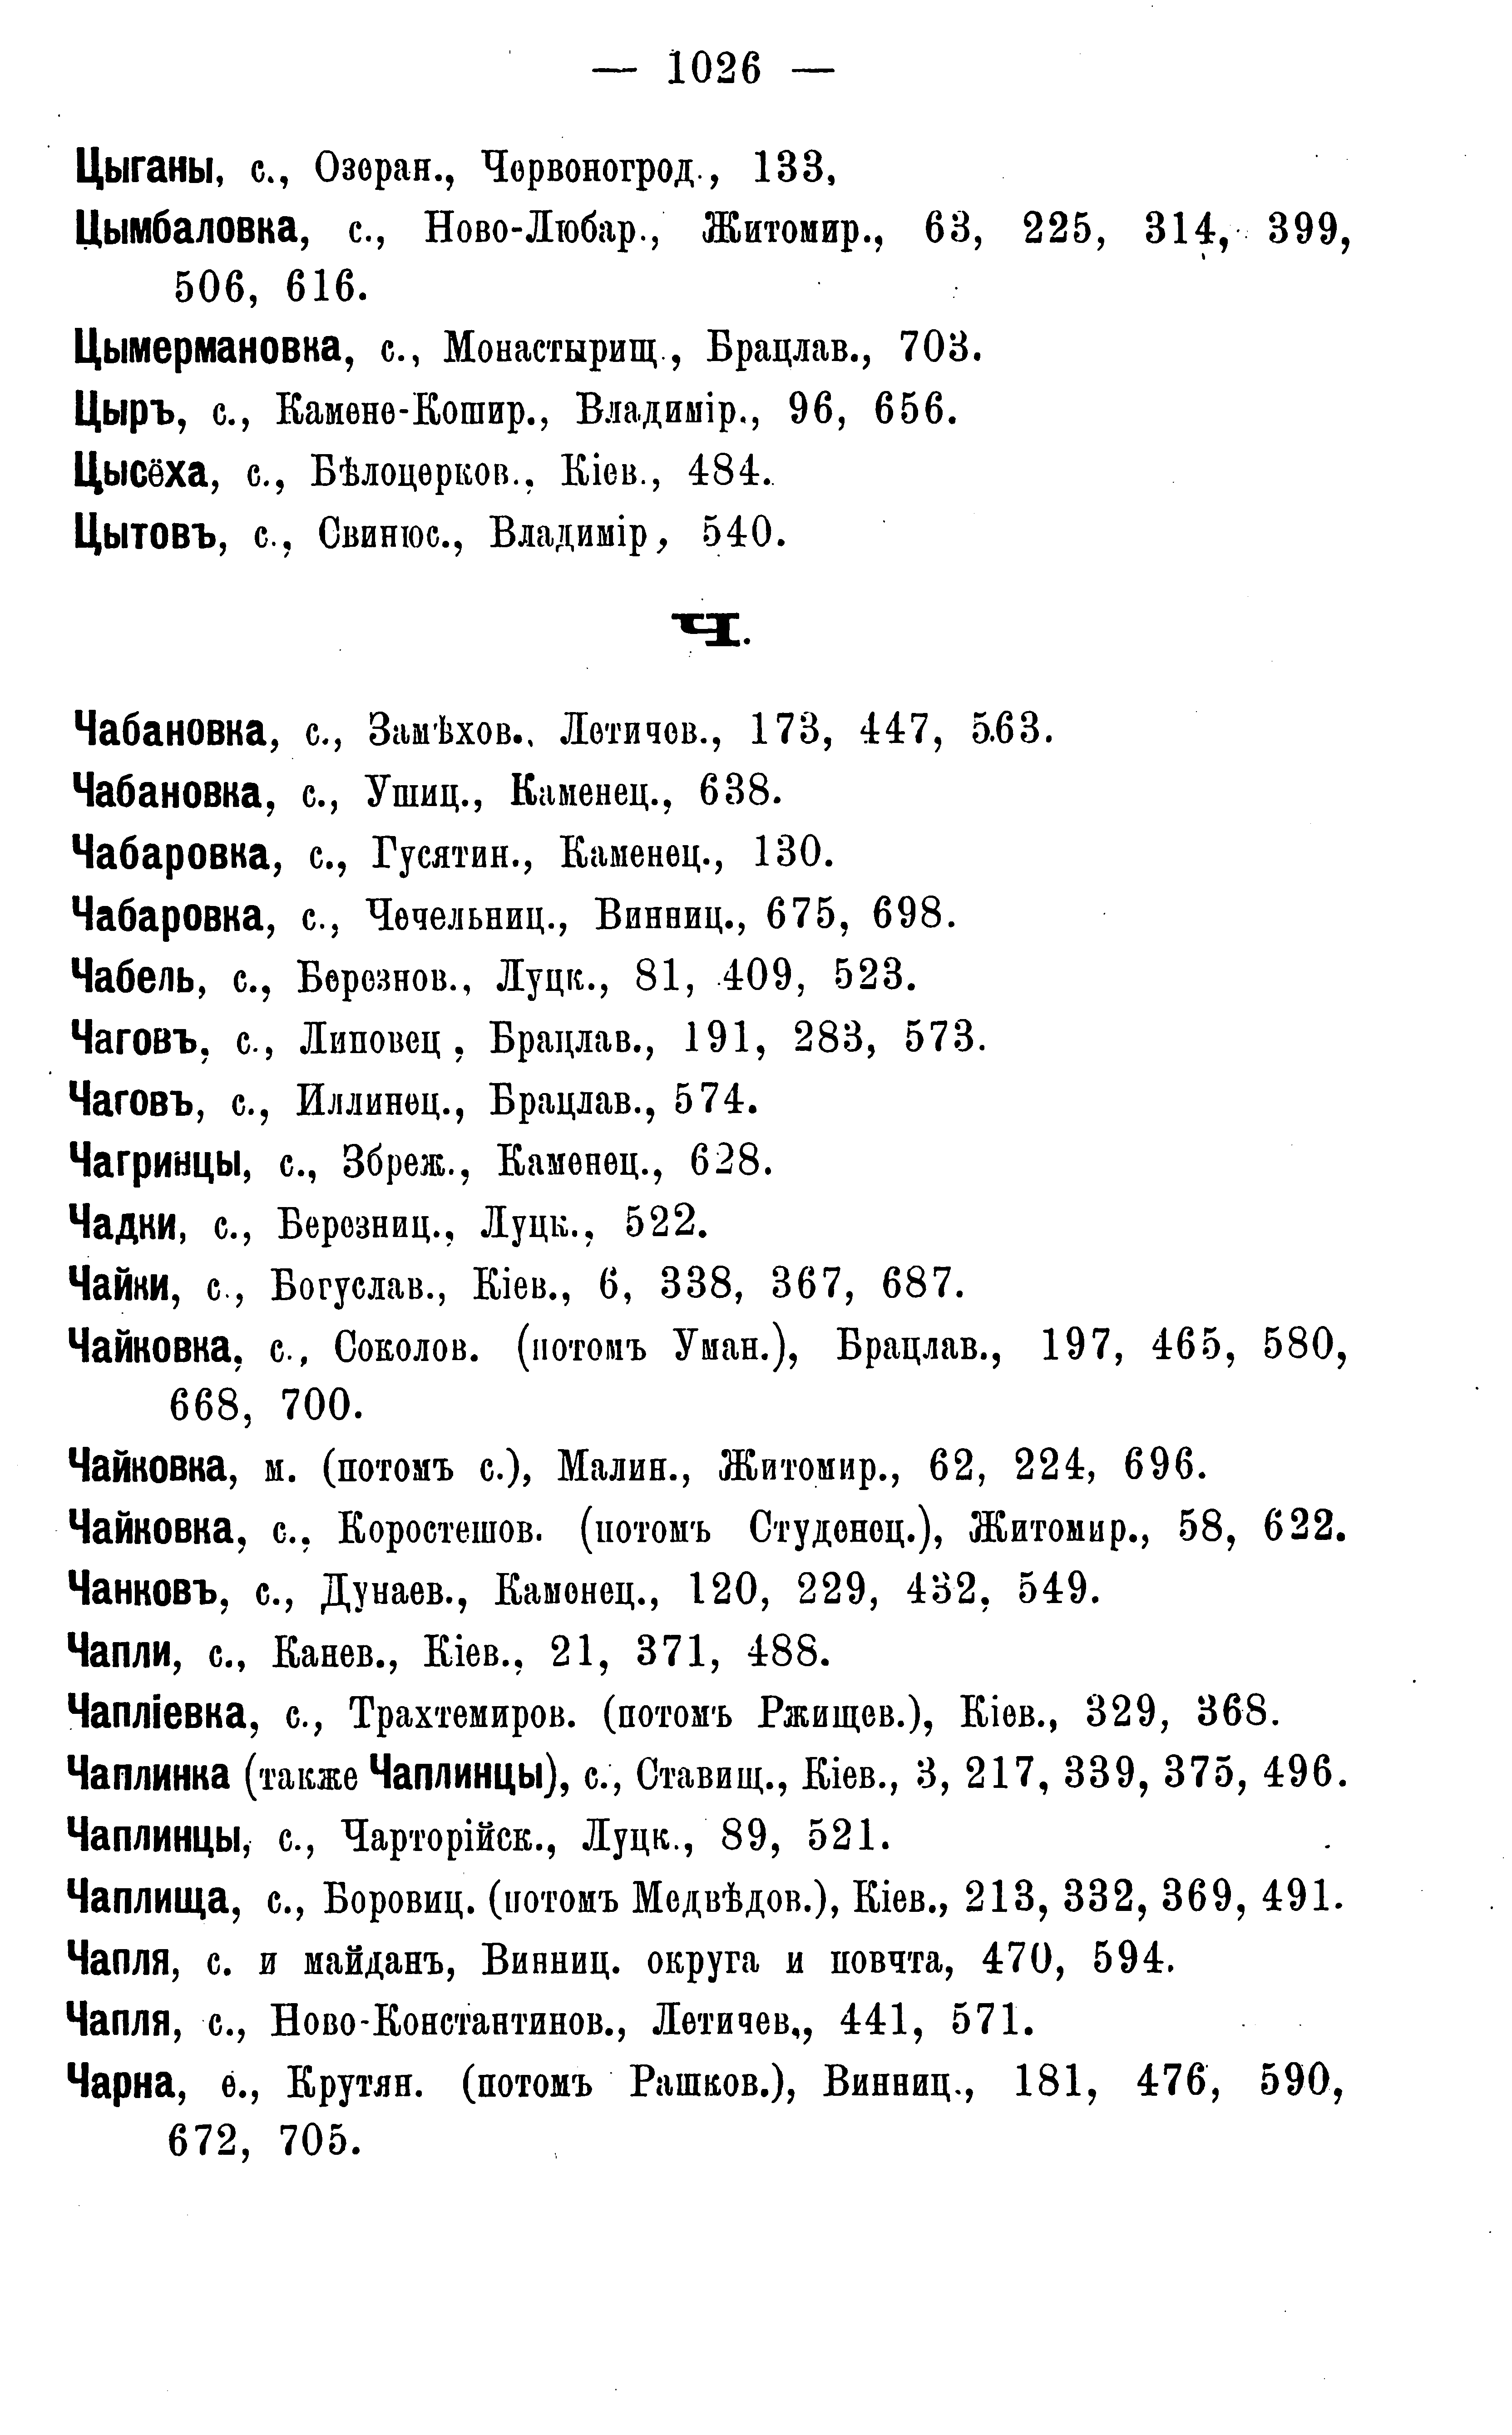 — 1026 —
Цыганы, с., Озеран., Червоногрод., 133,
Цымбаловка, с., Ново-Любар., Житомир., 63, 225, 314, 399,
506, 616.
Цымермановка, с., Монастырищ., Брацлав., 703.
Цыръ, с., Камене-Кошир., Владимір., 96, 656.
Цысёха, с., Бѣлоцерков., Кіев., 484.
Цытовъ, с., Свинюс., Владимір, 540.
Ч.
Чабановка, с., Замѣхов., Летичев., 173, 447, 563.
Чабановка, с., Ушиц., Каменец., 638.
Чабаровка, с., Гусятин., Каменец., 130.
Чабаровка, с., Чечельниц., Винниц., 675, 698.
Чабель, с., Березнов., Луцк., 81, 409, 523.
Чаговъ, с., Липовец., Брацлав., 191, 283, 573.
Чаговъ, с., Иллинец., Брацлав., 574.
Чагринцы, с., Збреж., Каменец., 628.
Чадки, с., Березниц., Луцк., 522.
Чайки, с., Богуслав., Кіев., 6, 338, 367, 687.
Чайковка, с., Соколов. (потомъ Уман.), Брацлав., 197, 465, 580,
668, 700.
Чайковка, м. (потомъ с.), Малин., Житомир., 62, 224, 696.
Чайковка, с., Коростешов. (потомъ Студенец.), Житомир., 58, 622.
Чанковъ, с., Дунаев., Каменец., 120, 229, 432, 549.
Чапли, с., Канев., Кіев., 21, 371, 488.
Чапліевка, с., Трахтемиров. (потомъ Ржищев.), Кіев., 329, 368.
Чаплинка (также Чаплинцы), с., Ставищ., Кіев., 3, 217, 339, 375, 496.
Чаплинцы, с., Чарторійск., Луцк., 89, 521.
Чаплища, с., Боровиц. (потомъ Медвѣдов.), Кіев., 213, 332, 369, 491.
Чапля, с. и майданъ, Винниц. округа и повчта, 470, 594.
Чапля, с., Ново-Константинов., Летичев., 441, 571.
Чарна, е., Крутян. (потомъ Рашков.), Винниц., 181, 476, 590,
672, 705.